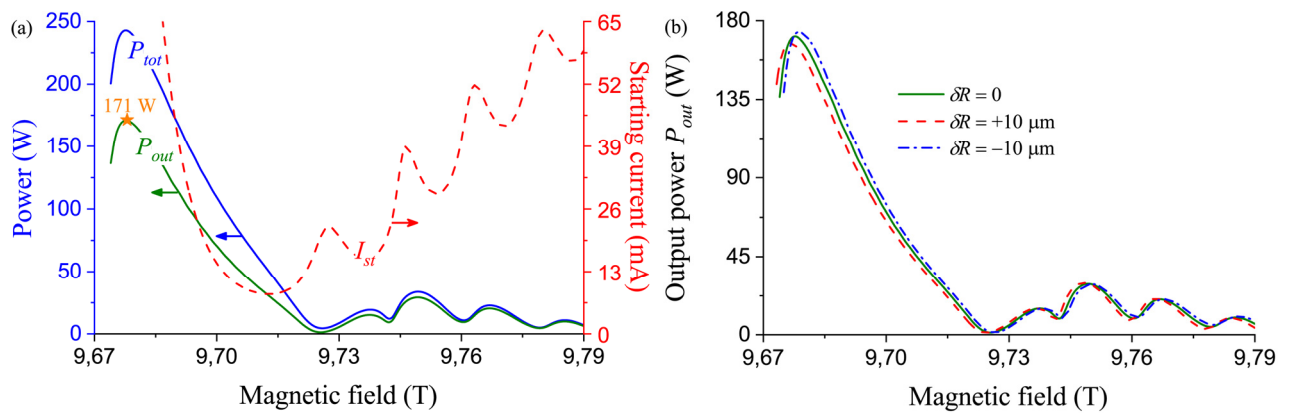 (a)
250
200
150
100
50
0
Power (W)
P_tot
171 W
P_out
I_st
65
52
39
26
13
0
Starting current (mA)
9,67 9,70 9,73 9,76 9,79
Magnetic field (T)
(b)
180
135
90
45
0
Output power P_out (W)
δR = 0
δR = +10 μm
δR = −10 μm
9,67 9,70 9,73 9,76 9,79
Magnetic field (T)